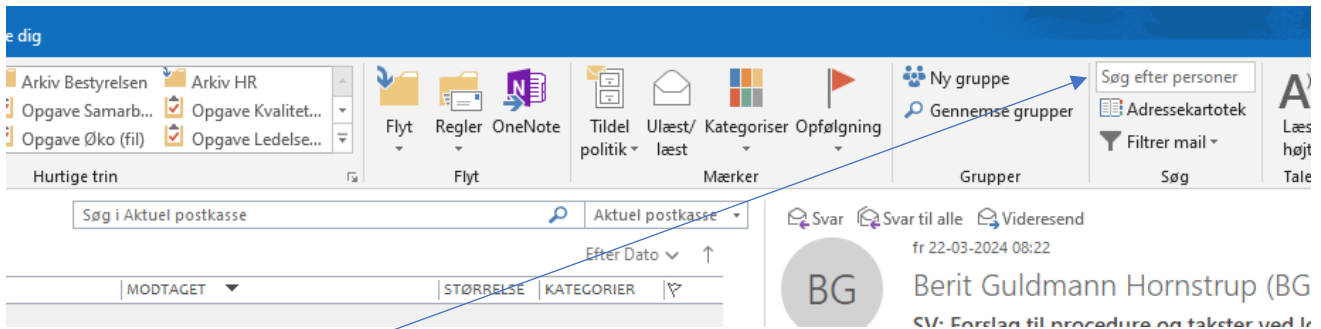 e dig
Arkiv Bestyrelsen Arkiv HR
Opgave Samarb... Opgave Kvalitet...
Opgave Øko (fil) Opgave Ledelse...
Hurtige trin
Flyt Regler OneNote
Flyt
Tildel politik
Ulæst/ læst
Kategoriser Opfølgning
Mærker
Ny gruppe
Gennemse grupper
Grupper
Søg efter personer
Adressekartotek
Filtrer mail
Søg
A
Læs
højt
Tale
Søg i Aktuel postkasse Aktuel postkasse
Efter Dato
MODTAGET STØRRELSE KATEGORIER
Svar Svar til alle Videresend
fr 22-03-2024 08:22
BG
Berit Guldmann Hornstrup (BG
SV: Forslag til procedure og takster ved